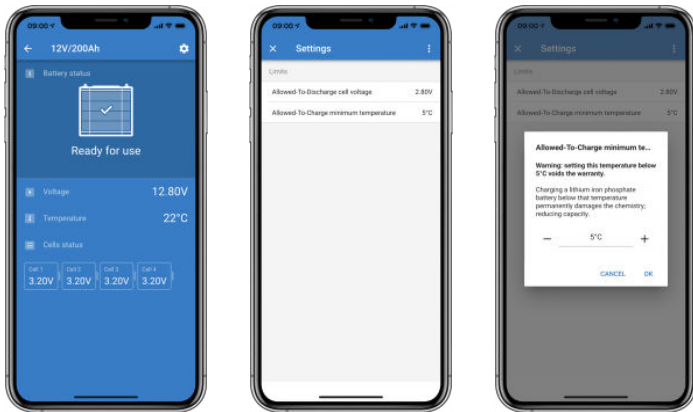 09:00
12V/200Ah
Battery status
Ready for use
Voltage 12.80V
Temperature 22°C
Cells status
Cell 1 Cell 2 Cell 3 Cell 4
3.20V 3.20V 3.20V 3.20V
09:00
Settings
Limits
Allowed-To-Discharge cell voltage 2.80V
Allowed-To-Charge minimum temperature 5°C
09:00
Settings
Limits
Allowed-To-Discharge cell voltage 2.80V
Allowed-To-Charge minimum temperature 5°C
Allowed-To-Charge minimum te...
Warning: setting this temperature below
5°C voids the warranty.
Charging a lithium iron phosphate
battery below that temperature
permanently damages the chemistry;
reducing capacity.
5°C
CANCEL OK